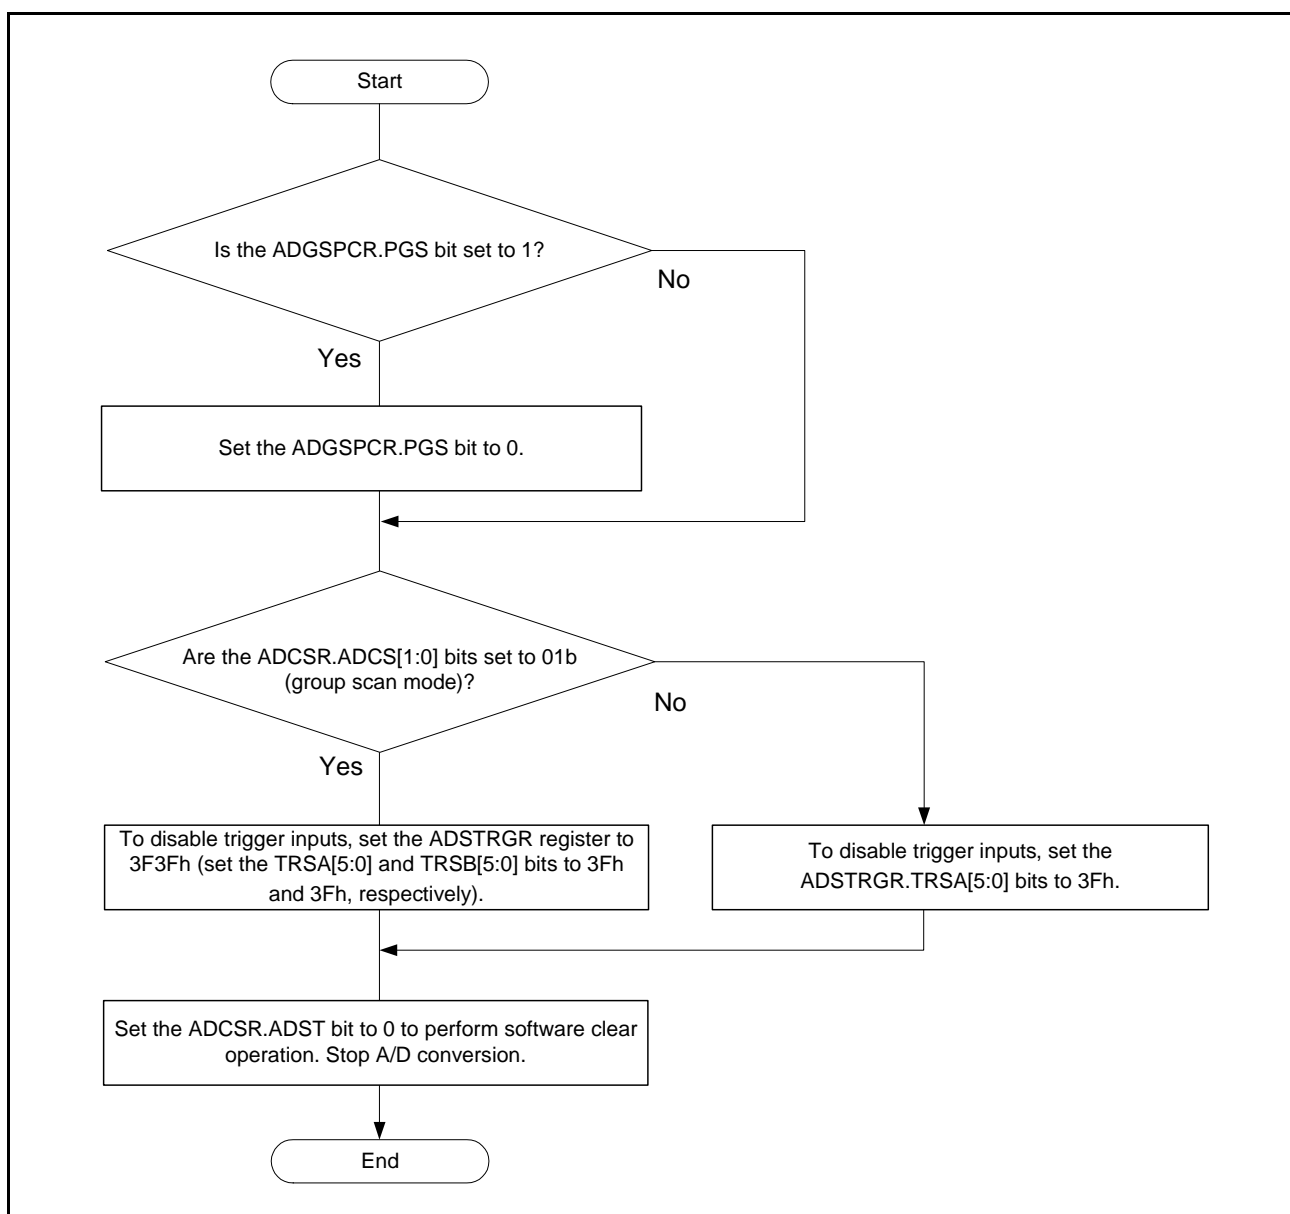 Start
Is the ADGSPCR.PGS bit set to 1?
No
Yes
Set the ADGSPCR.PGS bit to 0.
Are the ADCSR.ADCS[1:0] bits set to 01b
(group scan mode)?
No
Yes
To disable trigger inputs, set the ADSTRGR register to
3F3Fh (set the TRSA[5:0] and TRSB[5:0] bits to 3Fh
and 3Fh, respectively).
To disable trigger inputs, set the
ADSTRGR.TRSA[5:0] bits to 3Fh.
Set the ADCSR.ADST bit to 0 to perform software clear
operation. Stop A/D conversion.
End